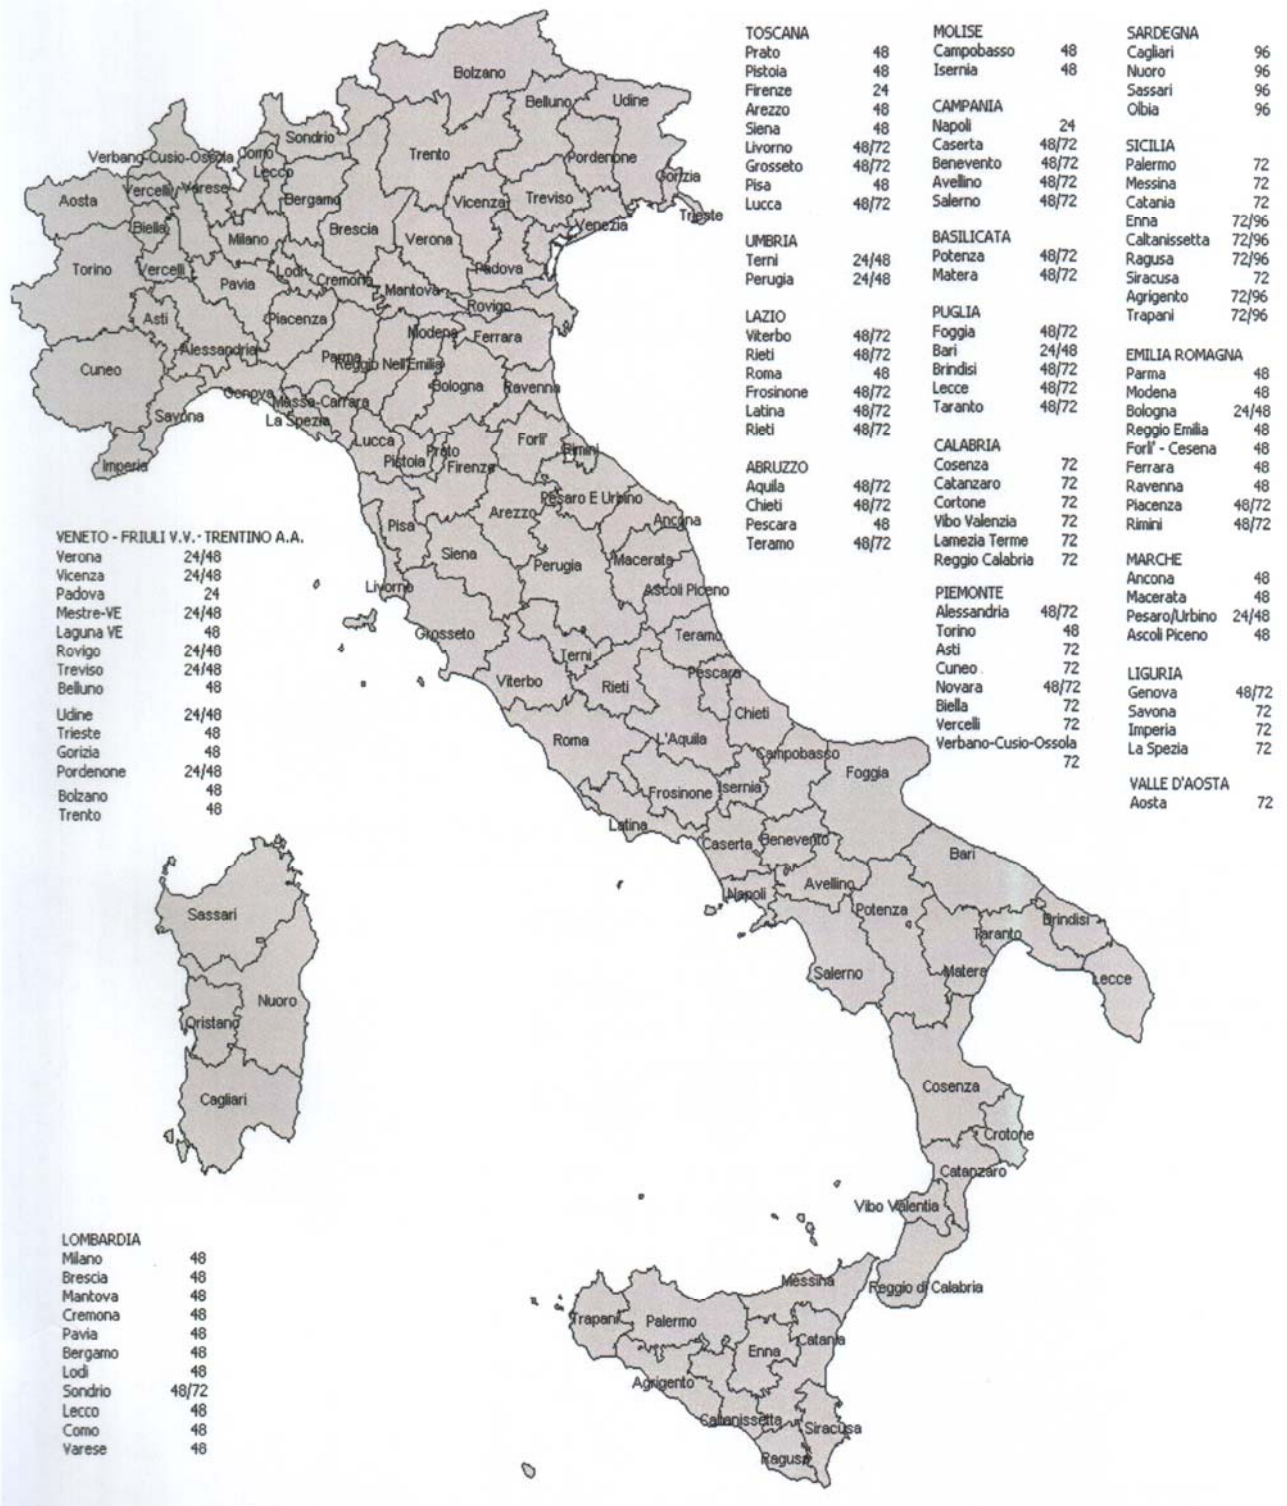 TOSCANA
Prato 48
Pistoia 48
Firenze 24
Arezzo 48
Siena 48
Livorno 48/72
Grosseto 48/72
Pisa 48
Lucca 48/72
UMBRIA
Terni 24/48
Perugia 24/48
LAZIO
Viterbo 48/72
Rieti 48/72
Roma 48
Frosinone 48/72
Latina 48/72
Rieti 48/72
ABRUZZO
Aquila 48/72
Chieti 48/72
Pescara 48
Teramo 48/72
MOLISE
Campobasso 48
Isernia 48
CAMPANIA
Napoli 24
Caserta 48/72
Benevento 48/72
Avellino 48/72
Salerno 48/72
BASILICATA
Potenza 48/72
Matera 48/72
PUGLIA
Foggia 48/72
Bari 24/48
Brindisi 48/72
Lecce 48/72
Taranto 48/72
CALABRIA
Cosenza 72
Catanzaro 72
Cortone 72
Vibo Valenzia 72
Lamezia Terme 72
Reggio Calabria 72
PIEMONTE
Alessandria 48/72
Torino 48
Asti 72
Cuneo 72
Novara 48/72
Biella 72
Vercelli 72
Verbano-Cusio-Ossola
72
SARDEGNA
Cagliari 96
Nuoro 96
Sassari 96
Olbia 96
SICILIA
Palermo 72
Messina 72
Catania 72
Enna 72/96
Caltanissetta 72/96
Ragusa 72/96
Siracusa 72
Agrigento 72/96
Trapani 72/96
EMILIA ROMAGNA
Parma 48
Modena 48
Bologna 24/48
Reggio Emilia 48
Forli' - Cesena 48
Ferrara 48
Ravenna 48
Piacenza 48/72
Rimini 48/72
MARCHE
Ancona 48
Macerata 48
Pesaro/Urbino 24/48
Ascoli Piceno 48
LIGURIA
Genova 48/72
Savona 72
Imperia 72
La Spezia 72
VALLE D'AOSTA
Aosta 72
VENETO - FRIULI V.V.- TRENTINO A.A.
Verona 24/48
Vicenza 24/48
Padova 24
Mestre-VE 24/48
Laguna VE 48
Rovigo 24/48
Treviso 24/48
Belluno 48
Udine 24/48
Trieste 48
Gorizia 48
Pordenone 24/48
Bolzano 48
Trento 48
LOMBARDIA
Milano 48
Brescia 48
Mantova 48
Cremona 48
Pavia 48
Bergamo 48
Lodi 48
Sondrio 48/72
Lecco 48
Como 48
Varese 48
Bolzano
Belluno
Udine
Sondrio
Verbano-Cusio-Ossola
Como
Trento
Pordenone
Lecco
Gorizia
Aosta
Vercelli
Varese
Bergamo
Vicenza
Treviso
Trieste
Biella
Milano
Brescia
Verona
Venezia
Torino
Vercelli
Pavia
Lodi
Cremona
Mantova
Padova
Rovigo
Asti
Piacenza
Modena
Ferrara
Alessandria
Parma
Reggio Nell'Emilia
Cuneo
Genova
Massa-Carrara
Bologna
Ravenna
Savona
La Spezia
Imperia
Lucca
Pistoia
Prato
Firenze
Forli'
Rimini
Pesaro E Urbino
Arezzo
Ancona
Pisa
Siena
Perugia
Macerata
Livorno
Ascoli Piceno
Grosseto
Terni
Teramo
Viterbo
Rieti
Pescara
Chieti
Roma
L'Aquila
Campobasso
Foggia
Frosinone
Isernia
Latina
Caserta
Benevento
Bari
Napoli
Avellino
Potenza
Brindisi
Taranto
Salerno
Matera
Lecce
Sassari
Nuoro
Oristano
Cagliari
Cosenza
Crotone
Catanzaro
Vibo Valentia
Reggio di Calabria
Messina
Trapani
Palermo
Catania
Enna
Agrigento
Caltanissetta
Siracusa
Ragusa